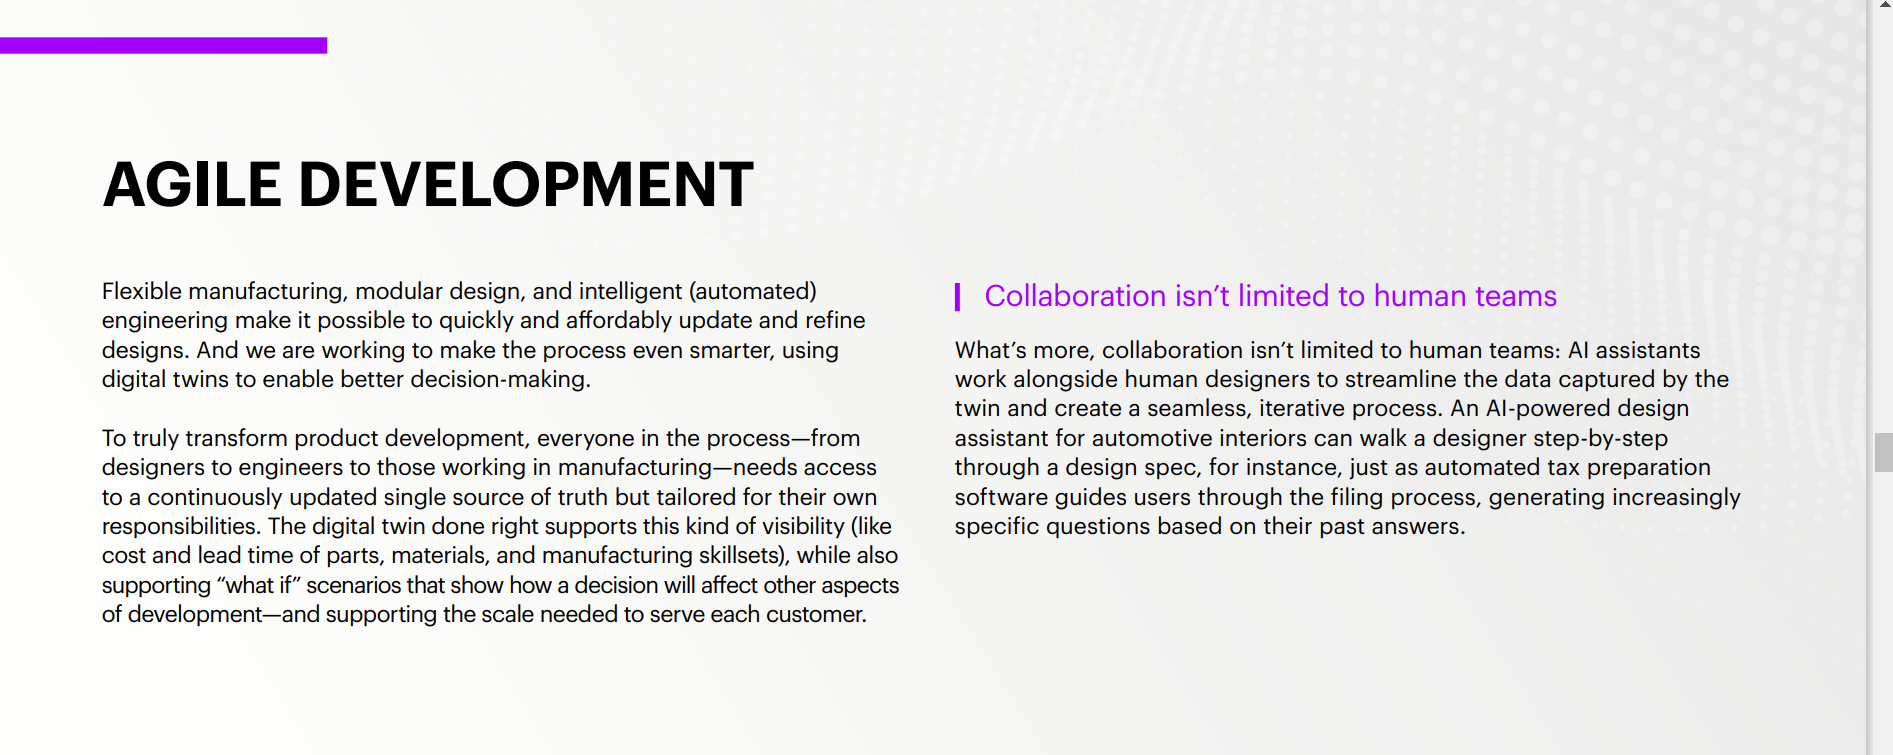 AGILE DEVELOPMENT
Flexible manufacturing, modular design, and intelligent (automated)
engineering make it possible to quickly and affordably update and refine
designs. And we are working to make the process even smarter, using
digital twins to enable better decision-making.
To truly transform product development, everyone in the process—from
designers to engineers to those working in manufacturing—needs access
to a continuously updated single source of truth but tailored for their own
responsibilities. The digital twin done right supports this kind of visibility (like
cost and lead time of parts, materials, and manufacturing skillsets), while also
supporting “what if” scenarios that show how a decision will affect other aspects
of development—and supporting the scale needed to serve each customer.
Collaboration isn’t limited to human teams
What’s more, collaboration isn’t limited to human teams: AI assistants
work alongside human designers to streamline the data captured by the
twin and create a seamless, iterative process. An AI-powered design
assistant for automotive interiors can walk a designer step-by-step
through a design spec, for instance, just as automated tax preparation
software guides users through the filing process, generating increasingly
specific questions based on their past answers.